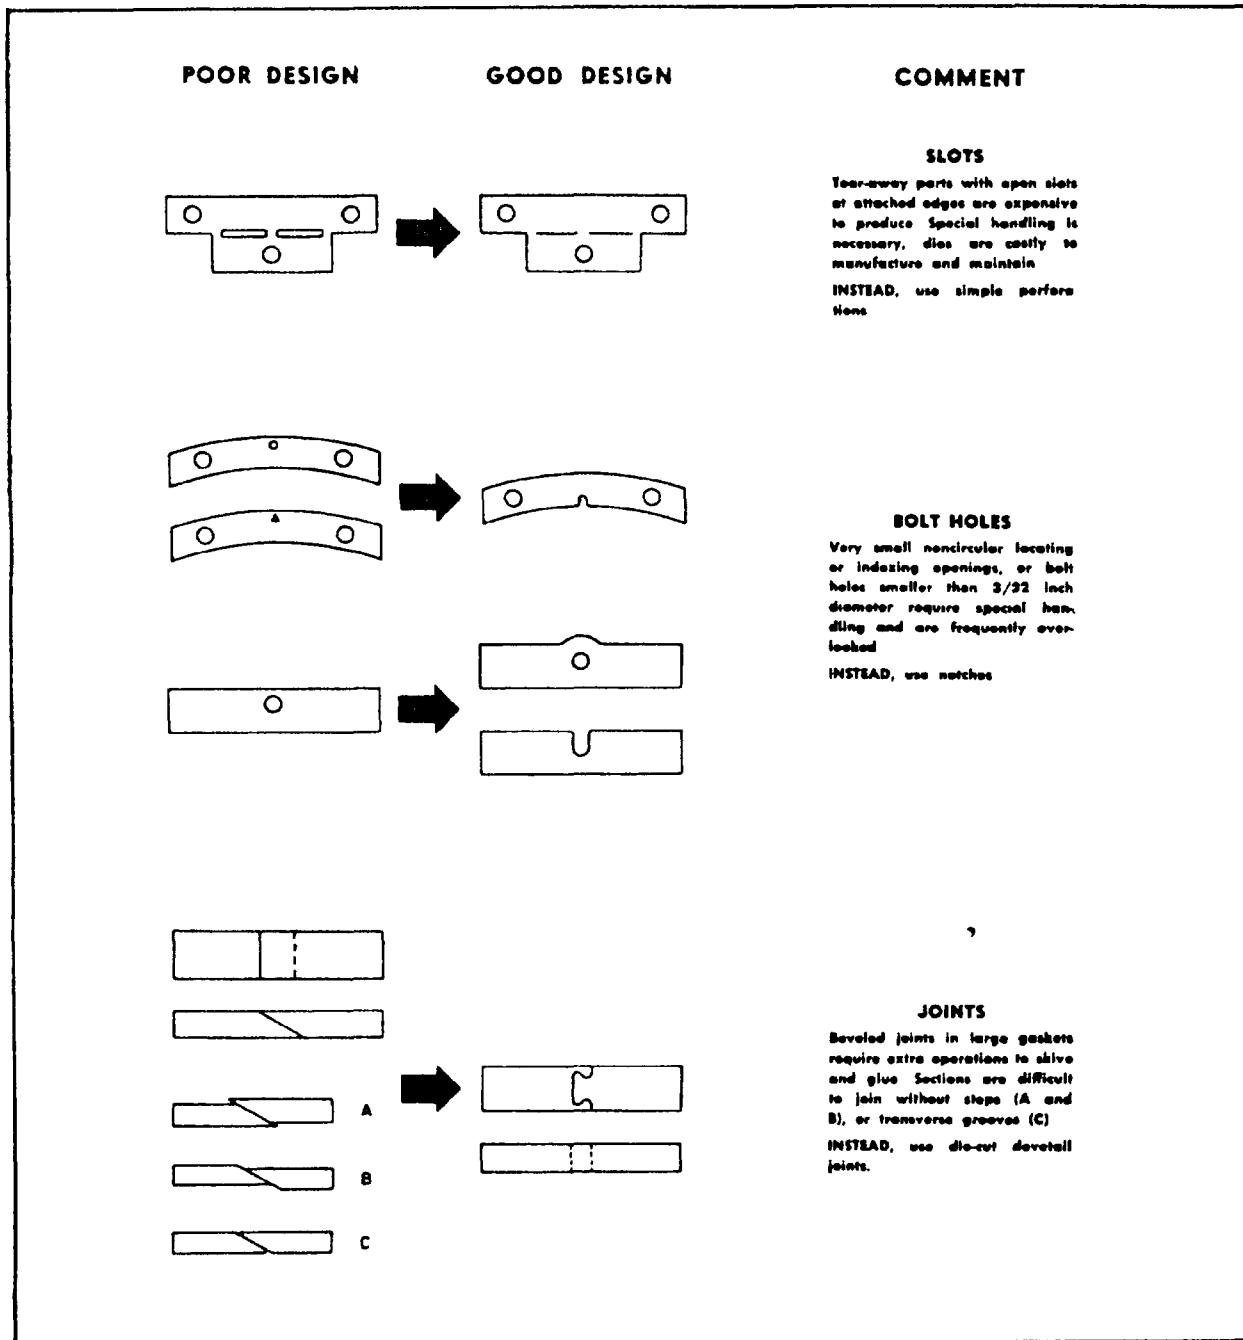 POOR DESIGN
GOOD DESIGN
COMMENT
SLOTS
Tear-away parts with open slots
at attached edges are expensive
to produce Special handling is
necessary, dies are costly to
manufacture and maintain
INSTEAD, use simple perfora
tions
BOLT HOLES
Very small noncircular locating
or indexing openings, or bolt
holes smaller than 3/32 inch
diameter require special han-
dling and are frequently over-
looked
INSTEAD, use notches
JOINTS
Beveled joints in large gaskets
require extra operations to skive
and glue Sections are difficult
to join without steps (A and
B), or transverse grooves (C)
INSTEAD, use die-cut dovetail
joints.
A
B
C